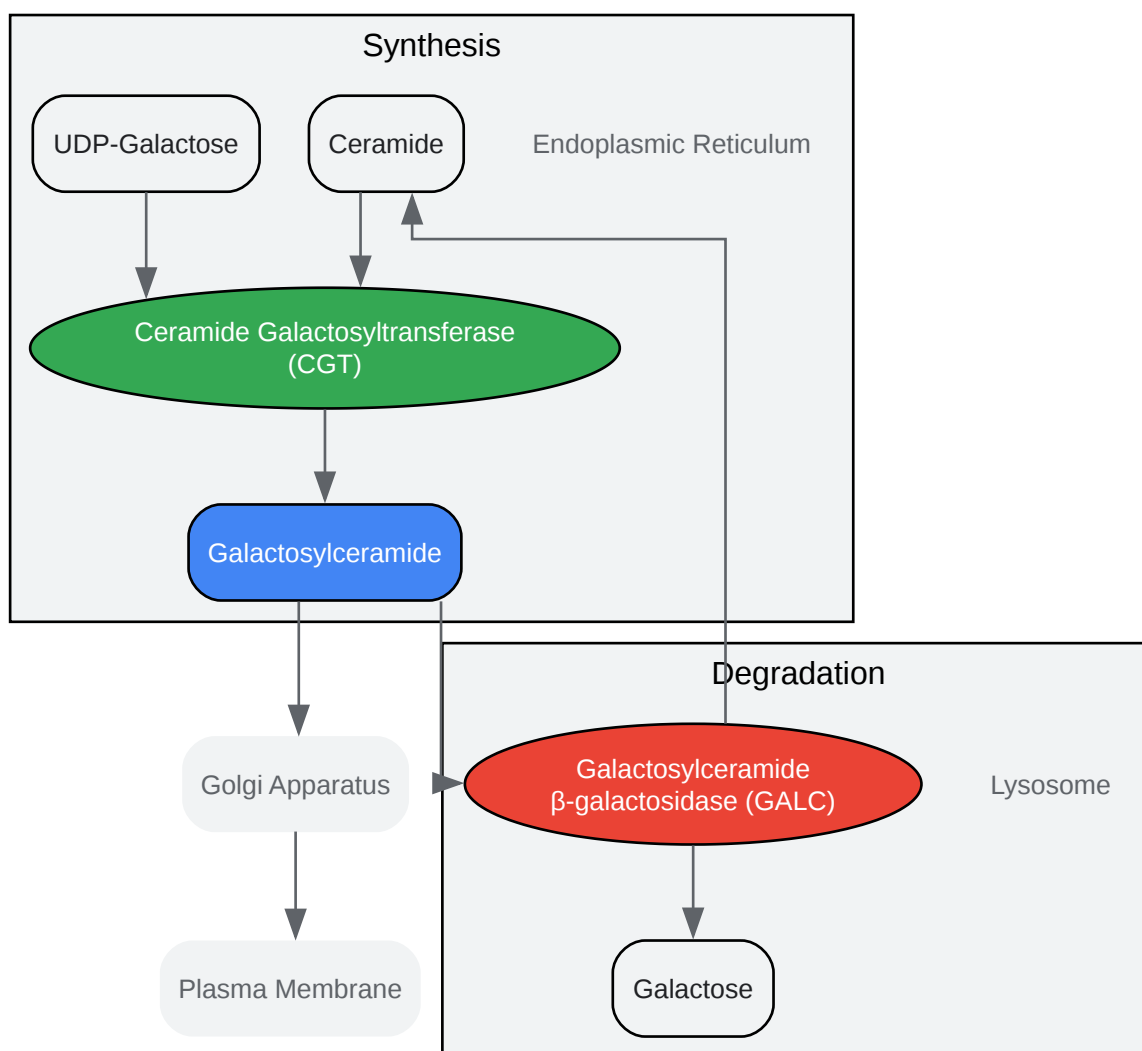 Synthesis
UDP-Galactose
Ceramide
Endoplasmic Reticulum
Ceramide Galactosyltransferase
(CGT)
Galactosylceramide
Degradation
Galactosylceramide
β-galactosidase (GALC)
Lysosome
Golgi Apparatus
Plasma Membrane
Galactose